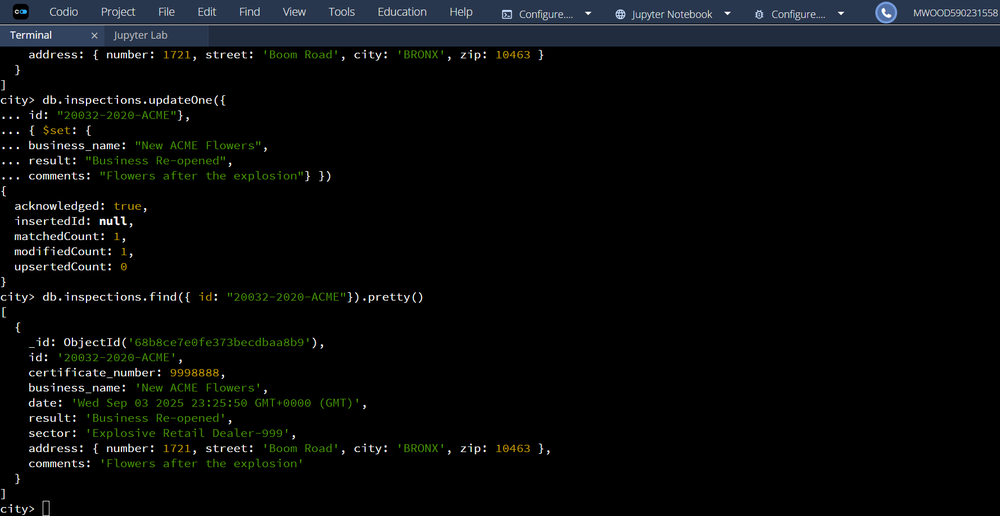 Codio Project File Edit Find View Tools Education Help Configure.... Jupyter Notebook Configure.... MWOOD590231558
Terminal × Jupyter Lab
    address: { number: 1721, street: 'Boom Road', city: 'BRONX', zip: 10463 }
  }
]
city> db.inspections.updateOne({
... id: "20032-2020-ACME"},
... { $set: {
... business_name: "New ACME Flowers",
... result: "Business Re-opened",
... comments: "Flowers after the explosion"} })
{
  acknowledged: true,
  insertedId: null,
  matchedCount: 1,
  modifiedCount: 1,
  upsertedCount: 0
}
city> db.inspections.find({ id: "20032-2020-ACME"}).pretty()
[
  {
    _id: ObjectId('68b8ce7e0fe373becdbaa8b9'),
    id: '20032-2020-ACME',
    certificate_number: 9998888,
    business_name: 'New ACME Flowers',
    date: 'Wed Sep 03 2025 23:25:50 GMT+0000 (GMT)',
    result: 'Business Re-opened',
    sector: 'Explosive Retail Dealer-999',
    address: { number: 1721, street: 'Boom Road', city: 'BRONX', zip: 10463 },
    comments: 'Flowers after the explosion'
  }
]
city>